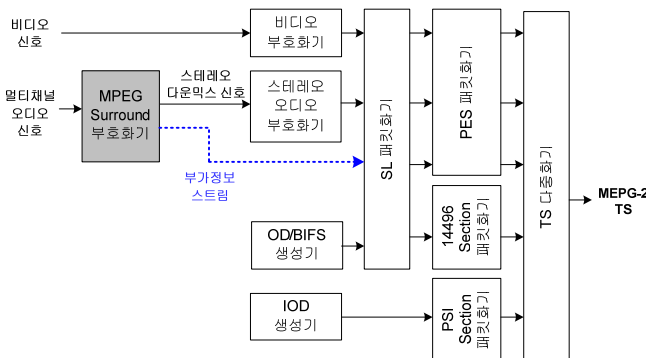 비디오
신호
비디오
부호화기
멀티채널
오디오
신호
MPEG
Surround
부호화기
스테레오
다운믹스 신호
스테레오
오디오
부호화기
부가정보
스트림
SL 패킷화기
PES 패킷화기
OD/BIFS
생성기
14496
Section
패킷화기
IOD
생성기
PSI
Section
패킷화기
TS 다중화기
MEPG-2
TS